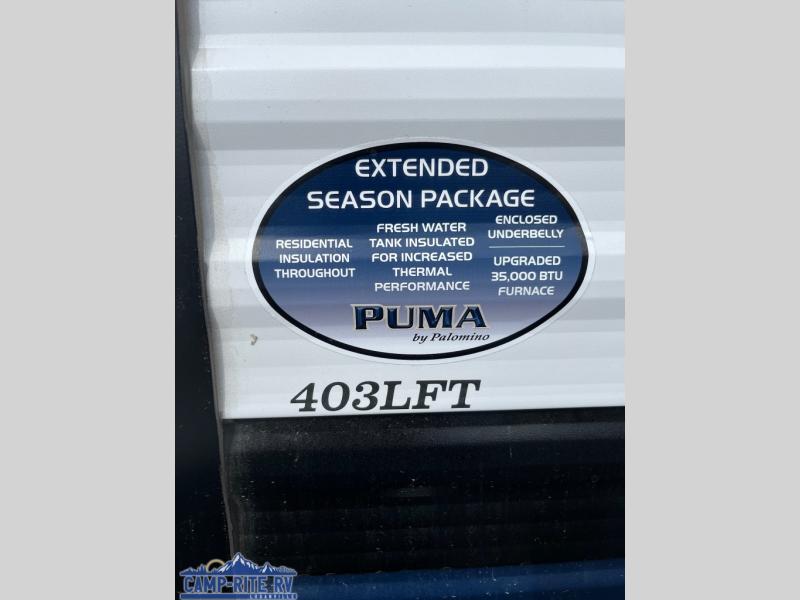 EXTENDED
SEASON PACKAGE
RESIDENTIAL
INSULATION
THROUGHOUT
FRESH WATER
TANK INSULATED
FOR INCREASED
THERMAL
PERFORMANCE
ENCLOSED
UNDERBELLY
UPGRADED
35,000 BTU
FURNACE
PUMA
by Palomino
403LFT
CAMP-RITE RV